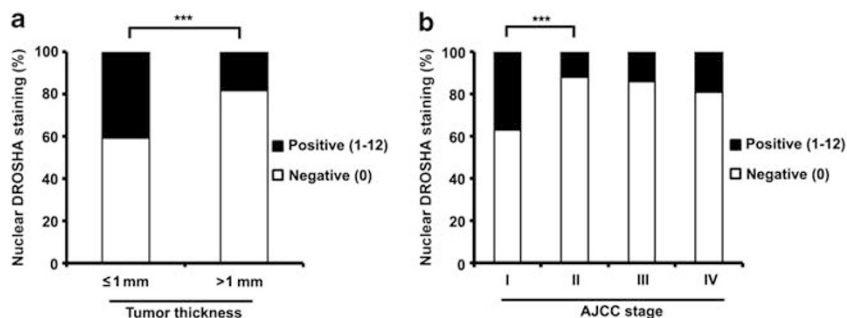 a
***
Nuclear DROSHA staining (%)
100
80
60
40
20
0
≤1 mm
>1 mm
Tumor thickness
Positive (1-12)
Negative (0)
b
***
Nuclear DROSHA staining (%)
100
80
60
40
20
0
I
II
III
IV
AJCC stage
Positive (1-12)
Negative (0)